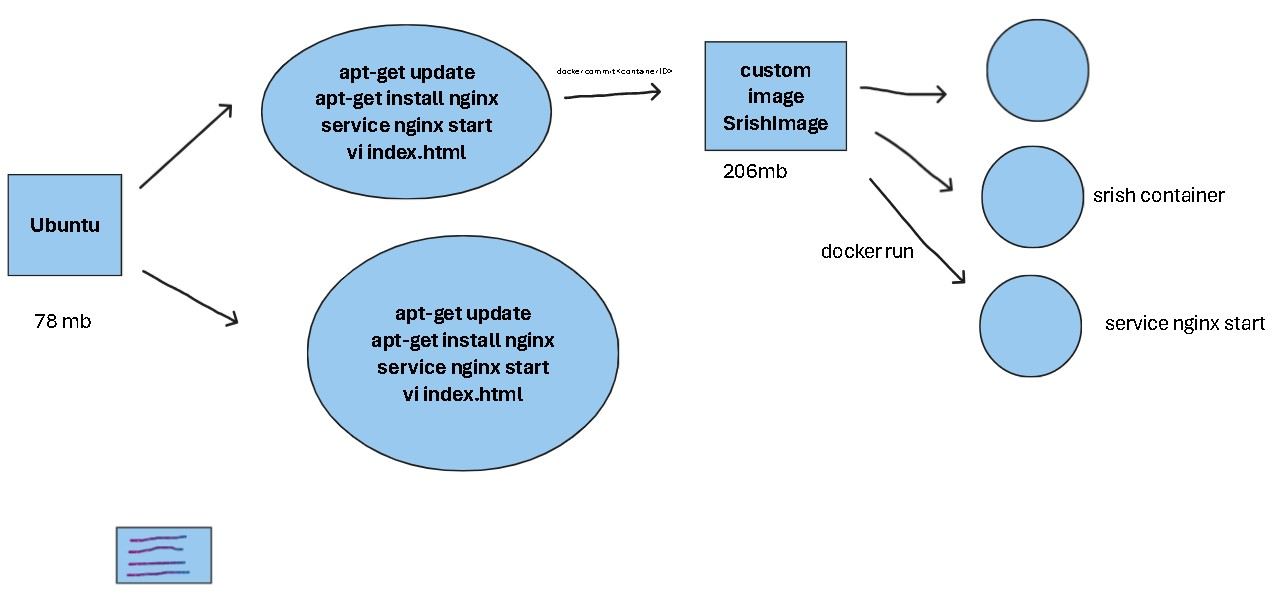 apt-get update
apt-get install nginx
service nginx start
vi index.html
docker commit <contanerID>
custom
image
SrishImage
206mb
Ubuntu
78 mb
srish container
docker run
service nginx start
apt-get update
apt-get install nginx
service nginx start
vi index.html